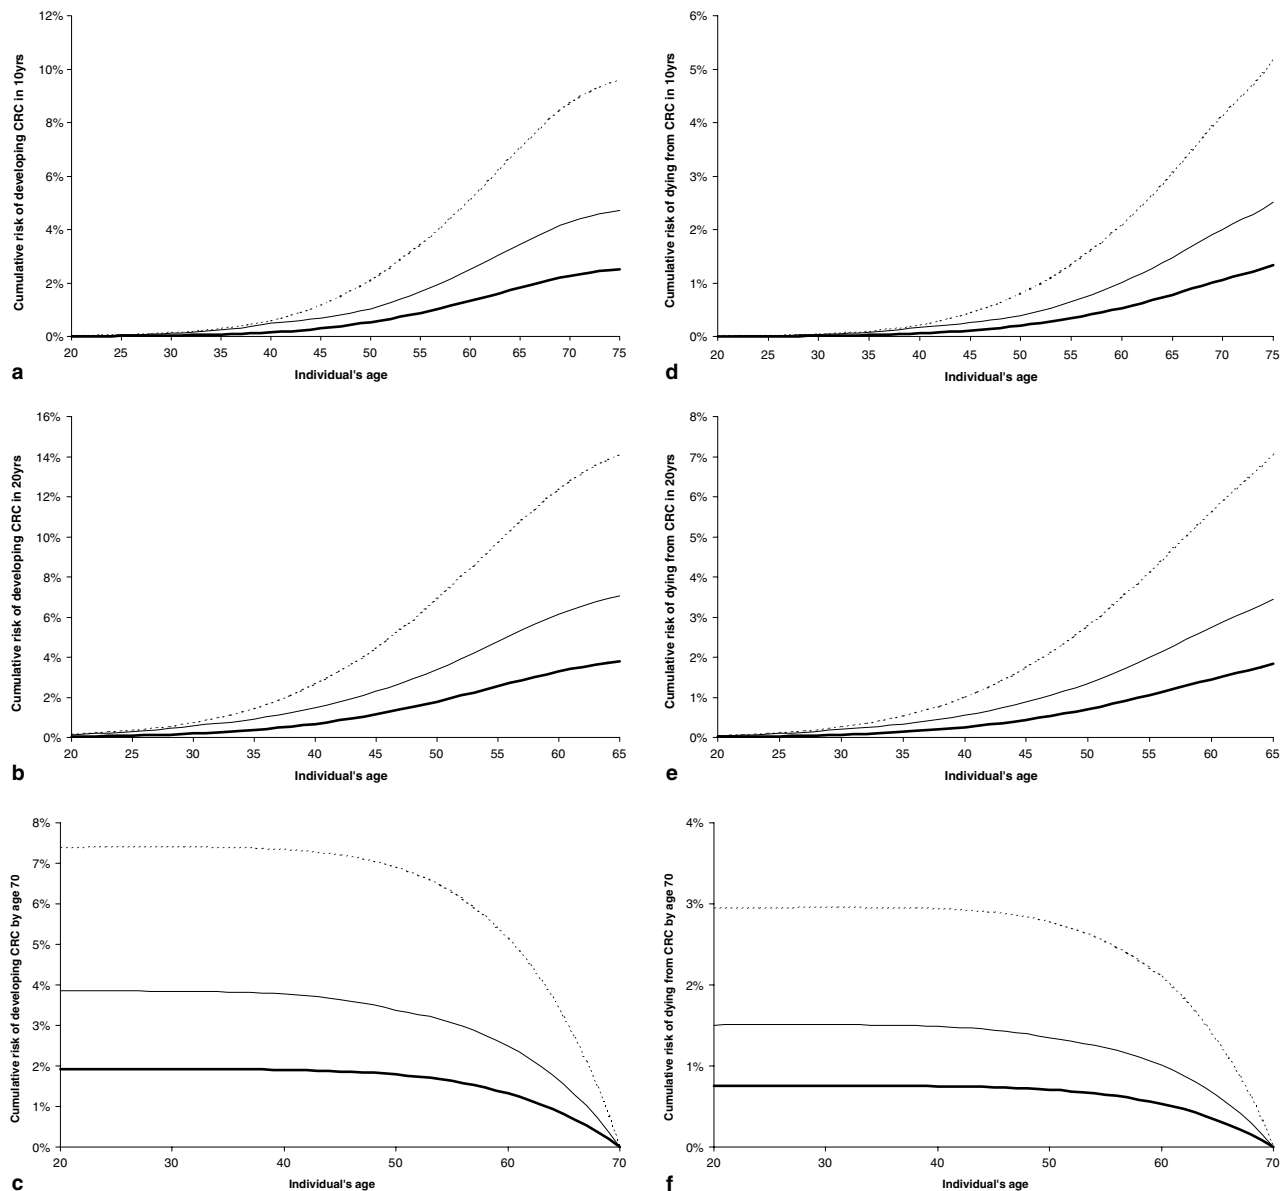 Cumulative risk of developing CRC in 10yrs
12%
10%
8%
6%
4%
2%
0%
20 25 30 35 40 45 50 55 60 65 70 75
Individual's age
a
Cumulative risk of dying from CRC in 10yrs
6%
5%
4%
3%
2%
1%
0%
20 25 30 35 40 45 50 55 60 65 70 75
Individual's age
d
Cumulative risk of developing CRC in 20yrs
16%
14%
12%
10%
8%
6%
4%
2%
0%
20 25 30 35 40 45 50 55 60 65
Individual's age
b
Cumulative risk of dying from CRC in 20yrs
8%
7%
6%
5%
4%
3%
2%
1%
0%
20 25 30 35 40 45 50 55 60 65
Individual's age
e
Cumulative risk of developing CRC by age 70
8%
7%
6%
5%
4%
3%
2%
1%
0%
20 30 40 50 60 70
Individual's age
c
Cumulative risk of dying from CRC by age 70
4%
3%
2%
1%
0%
20 30 40 50 60 70
Individual's age
f